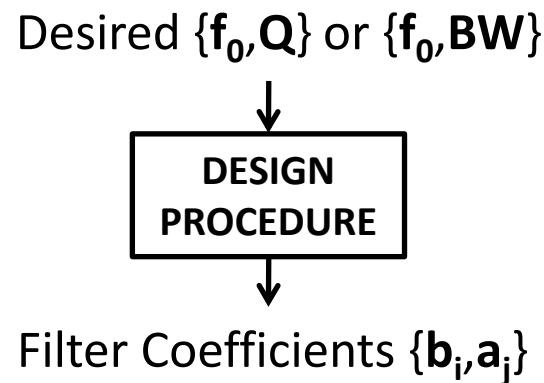 Desired {f₀,Q} or {f₀,BW}
DESIGN
PROCEDURE
Filter Coefficients {bᵢ,aⱼ}